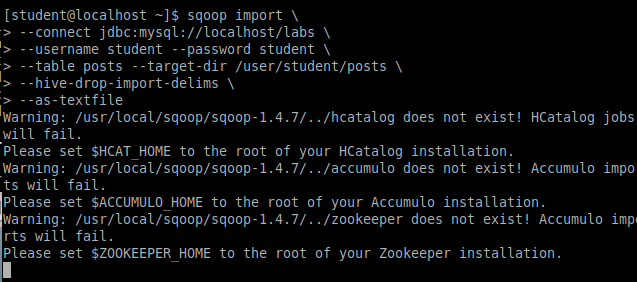 [student@localhost ~]$ sqoop import \
> --connect jdbc:mysql://localhost/labs \
> --username student --password student \
> --table posts --target-dir /user/student/posts \
> --hive-drop-import-delims \
> --as-textfile
Warning: /usr/local/sqoop/sqoop-1.4.7/../hcatalog does not exist! HCatalog jobs
will fail.
Please set $HCAT_HOME to the root of your HCatalog installation.
Warning: /usr/local/sqoop/sqoop-1.4.7/../accumulo does not exist! Accumulo impo
rts will fail.
Please set $ACCUMULO_HOME to the root of your Accumulo installation.
Warning: /usr/local/sqoop/sqoop-1.4.7/../zookeeper does not exist! Accumulo impo
rts will fail.
Please set $ZOOKEEPER_HOME to the root of your Zookeeper installation.